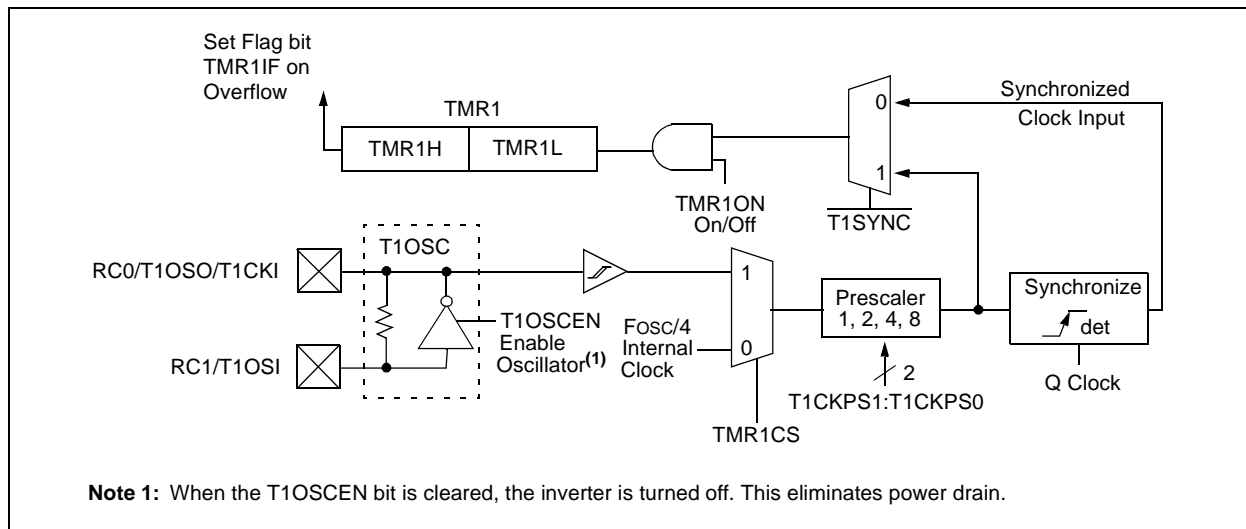 Set Flag bit
TMR1IF on
Overflow
TMR1
TMR1H
TMR1L
TMR1ON
On/Off
0
1
T1SYNC
Synchronized
Clock Input
RC0/T1OSO/T1CKI
RC1/T1OSI
T1OSC
T1OSCEN
Enable
Oscillator(1)
FOSC/4
Internal
Clock
1
0
TMR1CS
Prescaler
1, 2, 4, 8
2
T1CKPS1:T1CKPS0
Synchronize
det
Q Clock
Note 1: When the T1OSCEN bit is cleared, the inverter is turned off. This eliminates power drain.